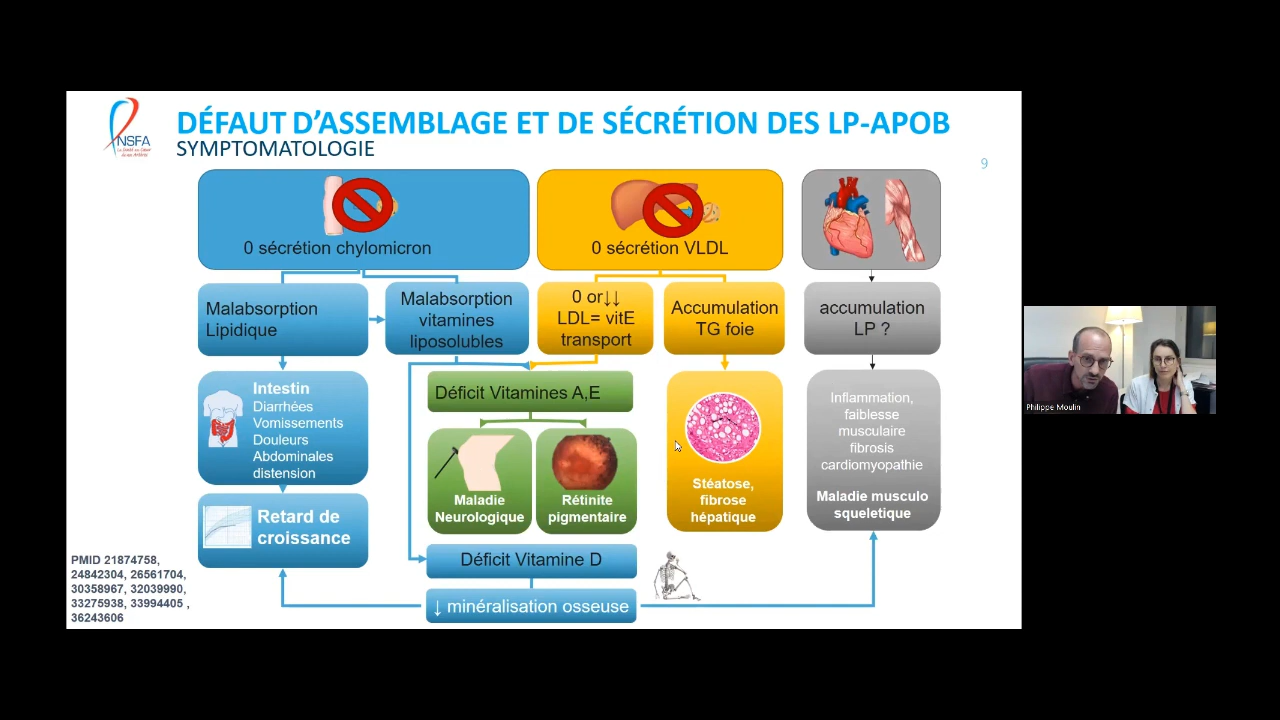 NSFA
DÉFAUT D’ASSEMBLAGE ET DE SÉCRÉTION DES LP-APOB
SYMPTOMATOLOGIE
9
0 sécrétion chylomicron
0 sécrétion VLDL
Malabsorption
Lipidique
Malabsorption
vitamines
liposolubles
0 or↓↓
LDL= vitE
transport
Accumulation
TG foie
accumulation
LP ?
Intestin
Diarrhées
Vomissements
Douleurs
Abdominales
distension
Déficit Vitamines A,E
Maladie
Neurologique
Rétinite
pigmentaire
Stéatose,
fibrose
hépatique
Inflammation,
faiblesse
musculaire
fibrosis
cardiomyopathie
Maladie musculo
squeletique
Retard de
croissance
Déficit Vitamine D
↓ minéralisation osseuse
PMID 21874758,
24842304, 26561704,
30358967, 32039990,
33275938, 33994405 ,
36243606
Philippe Moulin